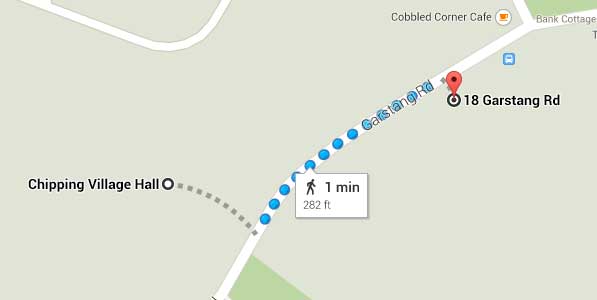 Cobbled Corner Cafe
Bank Cottage
T
Garstang Rd
18 Garstang Rd
Chipping Village Hall
1 min
282 ft